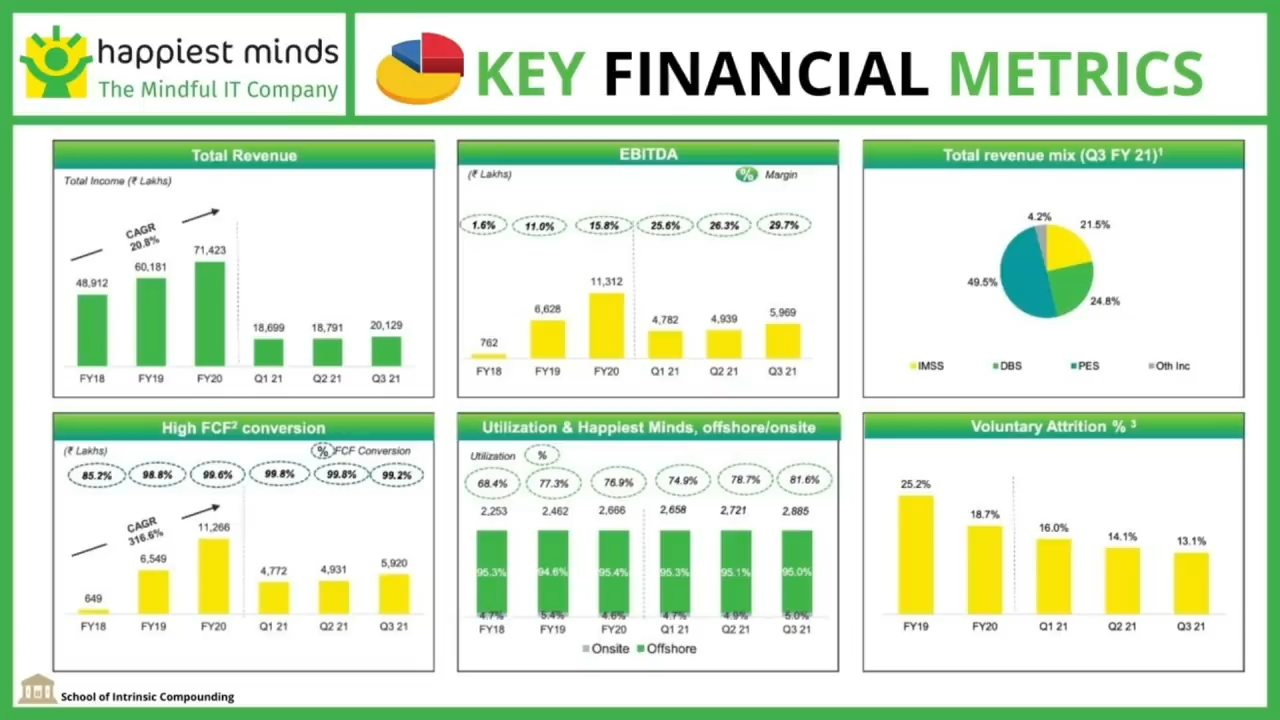 happiest minds
The Mindful IT Company
KEY FINANCIAL METRICS
Total Revenue
Total Income (₹ Lakhs)
CAGR
20.8%
48,912
60,181
71,423
18,699
18,791
20,129
FY18
FY19
FY20
Q1 21
Q2 21
Q3 21
EBITDA
(₹ Lakhs)
% Margin
1.6%
11.0%
15.8%
25.6%
26.3%
29.7%
762
6,628
11,312
4,782
4,939
5,969
FY18
FY19
FY20
Q1 21
Q2 21
Q3 21
Total revenue mix (Q3 FY 21)¹
4.2%
21.5%
49.5%
24.8%
IMSS
DBS
PES
Oth Inc
High FCF² conversion
(₹ Lakhs)
% FCF Conversion
85.2%
98.8%
99.6%
99.8%
99.8%
99.2%
CAGR
316.6%
649
6,549
11,266
4,772
4,931
5,920
FY18
FY19
FY20
Q1 21
Q2 21
Q3 21
Utilization & Happiest Minds, offshore/onsite
Utilization %
68.4%
77.3%
76.9%
74.9%
78.7%
81.6%
2,253
2,462
2,666
2,658
2,721
2,885
95.3%
94.6%
95.4%
95.3%
95.1%
95.0%
4.7%
5.4%
4.6%
4.7%
4.9%
5.0%
FY18
FY19
FY20
Q1 21
Q2 21
Q3 21
Onsite
Offshore
Voluntary Attrition % ³
25.2%
18.7%
16.0%
14.1%
13.1%
FY19
FY20
Q1 21
Q2 21
Q3 21
School of Intrinsic Compounding